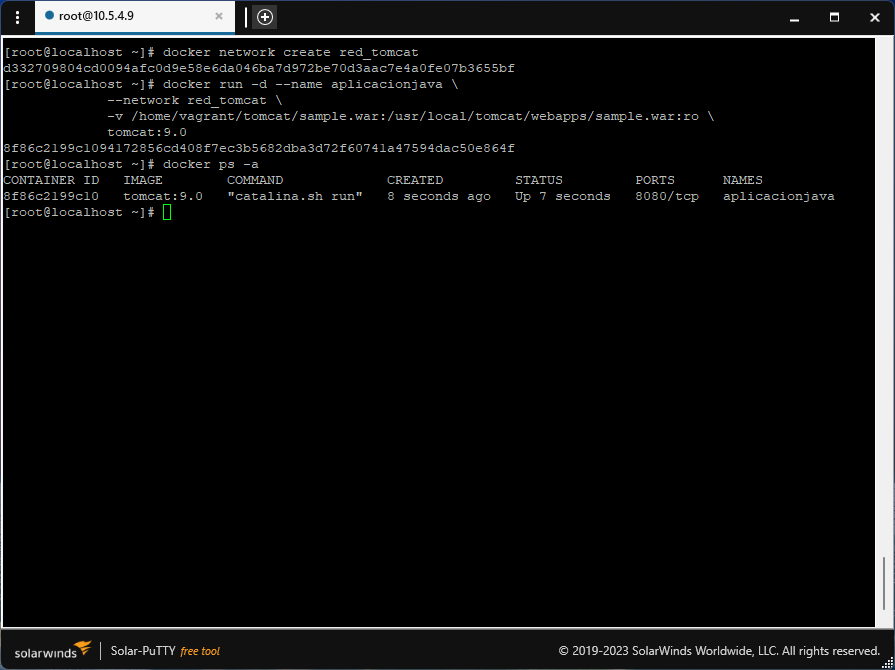 root@10.5.4.9
[root@localhost ~]# docker network create red_tomcat
d332709804cd0094afc0d9e58e6da046ba7d972be70d3aac7e4a0fe07b3655bf
[root@localhost ~]# docker run -d --name aplicacionjava \
--network red_tomcat \
-v /home/vagrant/tomcat/sample.war:/usr/local/tomcat/webapps/sample.war:ro \
tomcat:9.0
8f86c2199c1094172856cd408f7ec3b5682dba3d72f60741a47594dac50e864f
[root@localhost ~]# docker ps -a
CONTAINER ID   IMAGE        COMMAND             CREATED         STATUS         PORTS      NAMES
8f86c2199c10   tomcat:9.0   "catalina.sh run"   8 seconds ago   Up 7 seconds   8080/tcp   aplicacionjava
[root@localhost ~]#
solarwinds Solar-PuTTY free tool © 2019-2023 SolarWinds Worldwide, LLC. All rights reserved.